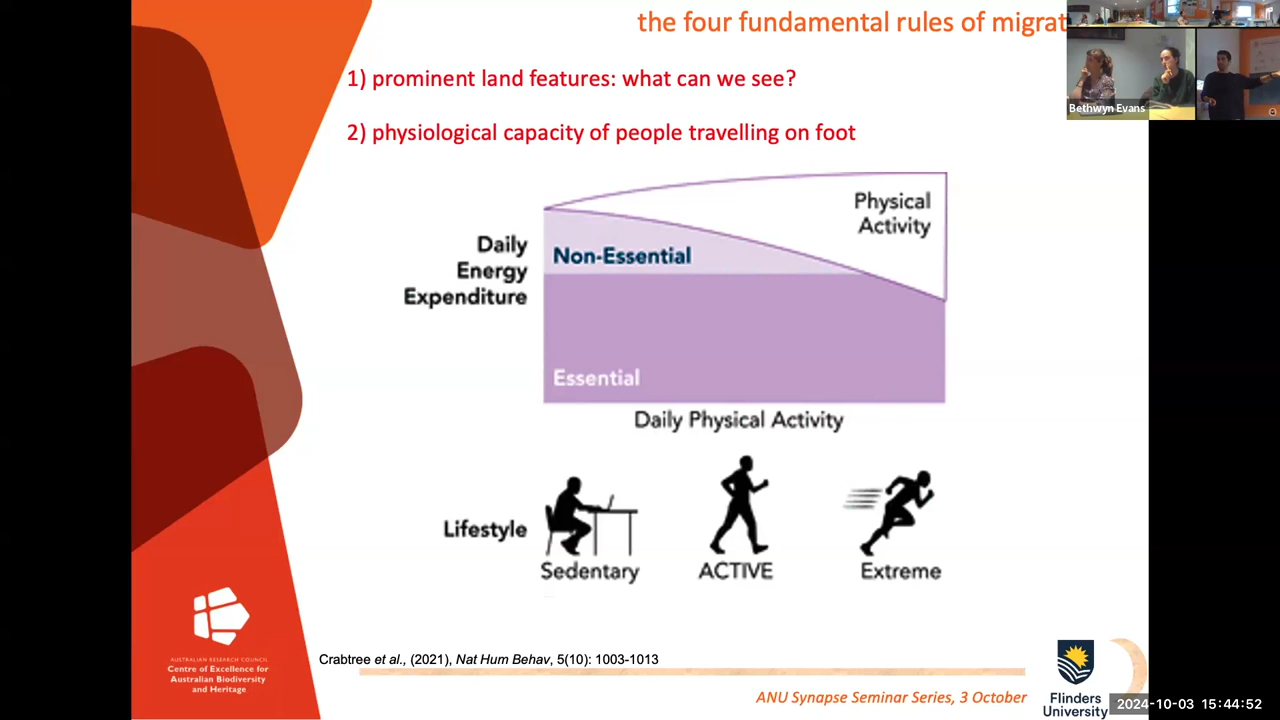 the four fundamental rules of migrat
Bethwyn Evans
1) prominent land features: what can we see?
2) physiological capacity of people travelling on foot
Physical
Activity
Daily
Energy
Expenditure
Non-Essential
Essential
Daily Physical Activity
Lifestyle
Sedentary
ACTIVE
Extreme
AUSTRALIAN RESEARCH COUNCIL
Centre of Excellence for
Australian Biodiversity
and Heritage
Crabtree et al., (2021), Nat Hum Behav, 5(10): 1003-1013
ANU Synapse Seminar Series, 3 October
Flinders
University
2024-10-03 15:44:52